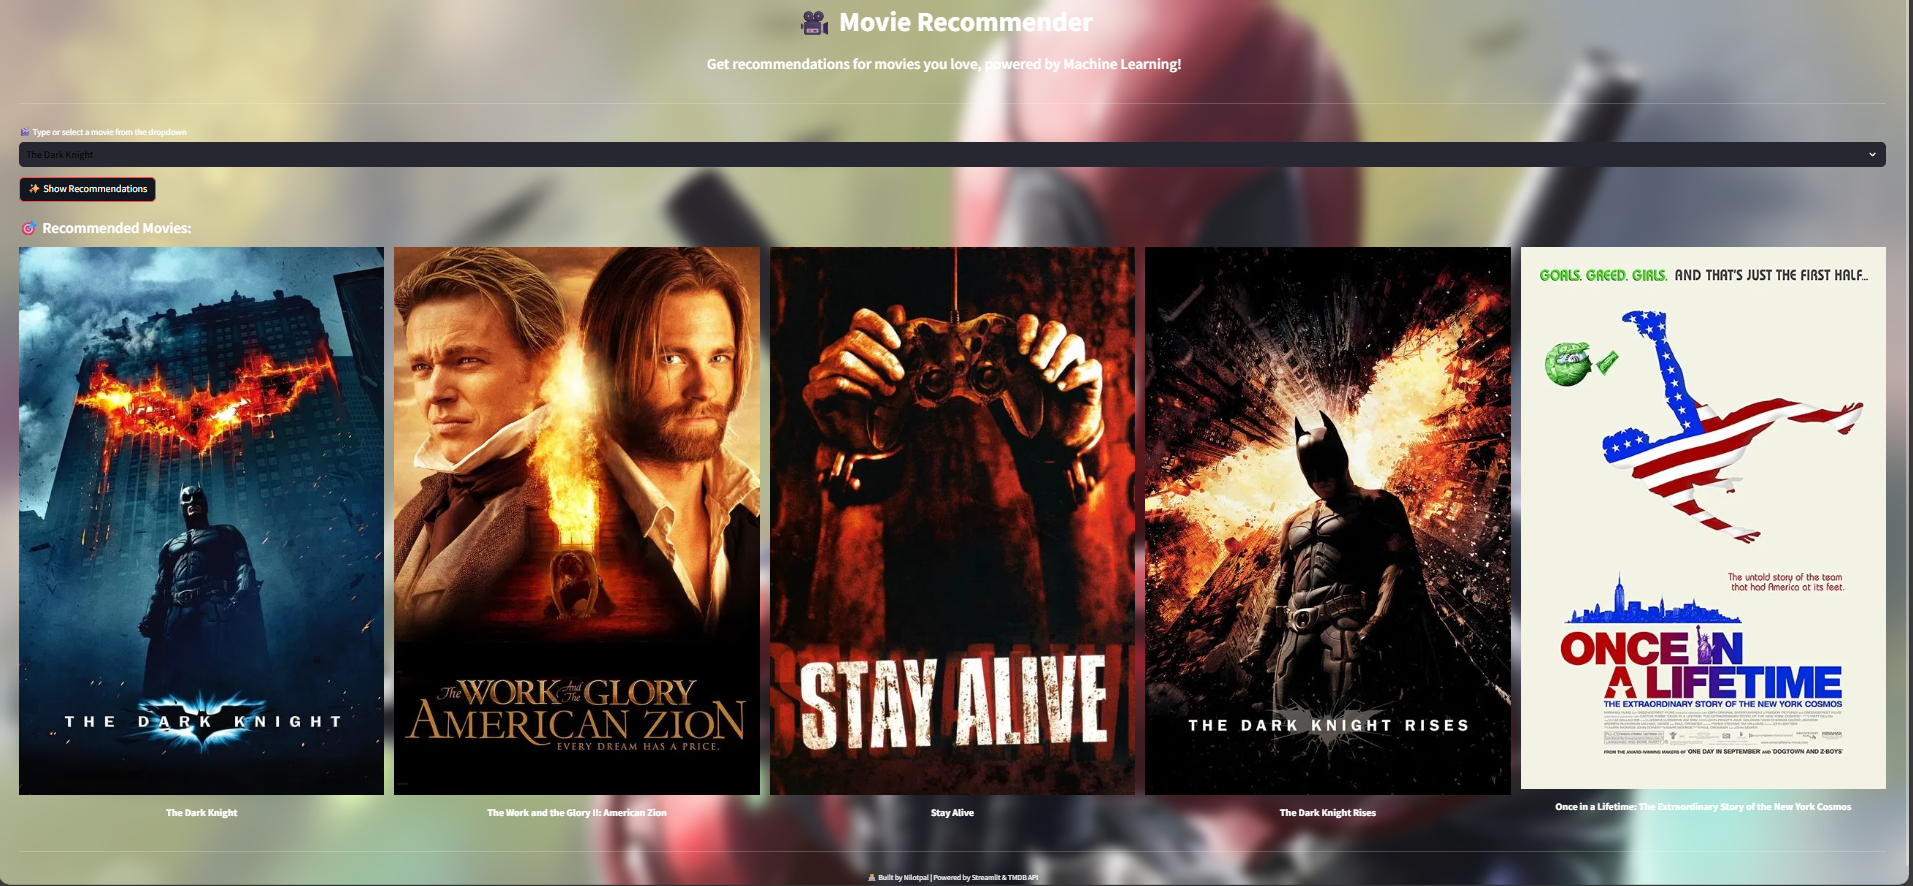 🎥 Movie Recommender
Get recommendations for movies you love, powered by Machine Learning!
Type or select a movie from the dropdown
The Dark Knight
✨ Show Recommendations
🎯 Recommended Movies:
THE DARK KNIGHT
The Dark Knight
The WORK And The GLORY
AMERICAN ZION
EVERY DREAM HAS A PRICE.
The Work and the Glory II: American Zion
STAY ALIVE
Stay Alive
THE DARK KNIGHT RISES
The Dark Knight Rises
GOALS. GREED. GIRLS. AND THAT'S JUST THE FIRST HALF...
The untold story of the team
that had America at its feet.
ONCE IN
A LIFETIME
THE EXTRAORDINARY STORY OF THE NEW YORK COSMOS
FROM THE AWARD-WINNING MAKERS OF 'ONE DAY IN SEPTEMBER' AND 'DOGTOWN AND Z-BOYS'
Once in a Lifetime: The Extraordinary Story of the New York Cosmos
Built by Nilotpal | Powered by Streamlit & TMDB API